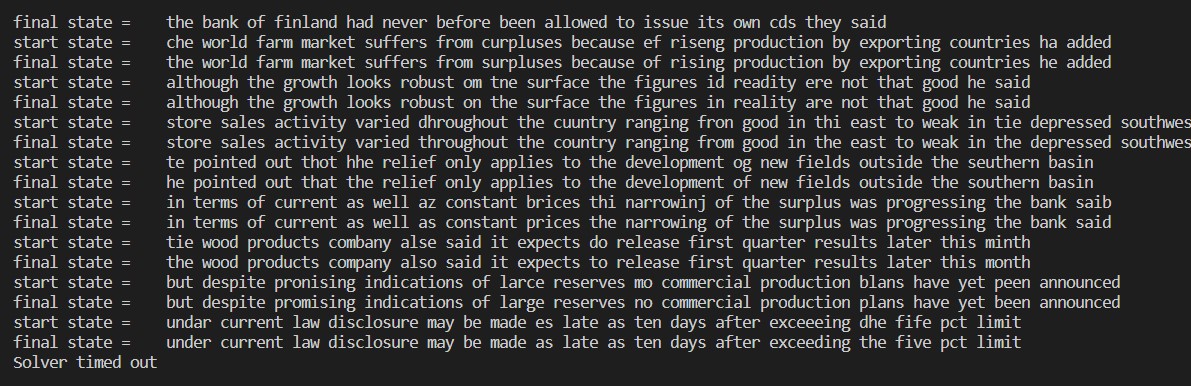 final state =    the bank of finland had never before been allowed to issue its own cds they said
start state =    che world farm market suffers from curpluses because ef riseng production by exporting countries ha added
final state =    the world farm market suffers from surpluses because of rising production by exporting countries he added
start state =    although the growth looks robust om tne surface the figures id readity ere not that good he said
final state =    although the growth looks robust on the surface the figures in reality are not that good he said
start state =    store sales activity varied dhroughout the cuuntry ranging fron good in thi east to weak in tie depressed southwes
final state =    store sales activity varied throughout the country ranging from good in the east to weak in the depressed southwes
start state =    te pointed out thot hhe relief only applies to the development og new fields outside the seuthern basin
final state =    he pointed out that the relief only applies to the development of new fields outside the southern basin
start state =    in terms of current as well az constant brices thi narrowinj of the surplus was progressing the bank saib
final state =    in terms of current as well as constant prices the narrowing of the surplus was progressing the bank said
start state =    tie wood products combany alse said it expects do release first quarter results later this minth
final state =    the wood products company also said it expects to release first quarter results later this month
start state =    but despite pronising indications of larce reserves mo commercial production blans have yet peen announced
final state =    but despite promising indications of large reserves no commercial production plans have yet been announced
start state =    undar current law disclosure may be made es late as ten days after exceeeing dhe fife pct limit
final state =    under current law disclosure may be made as late as ten days after exceeding the five pct limit
Solver timed out